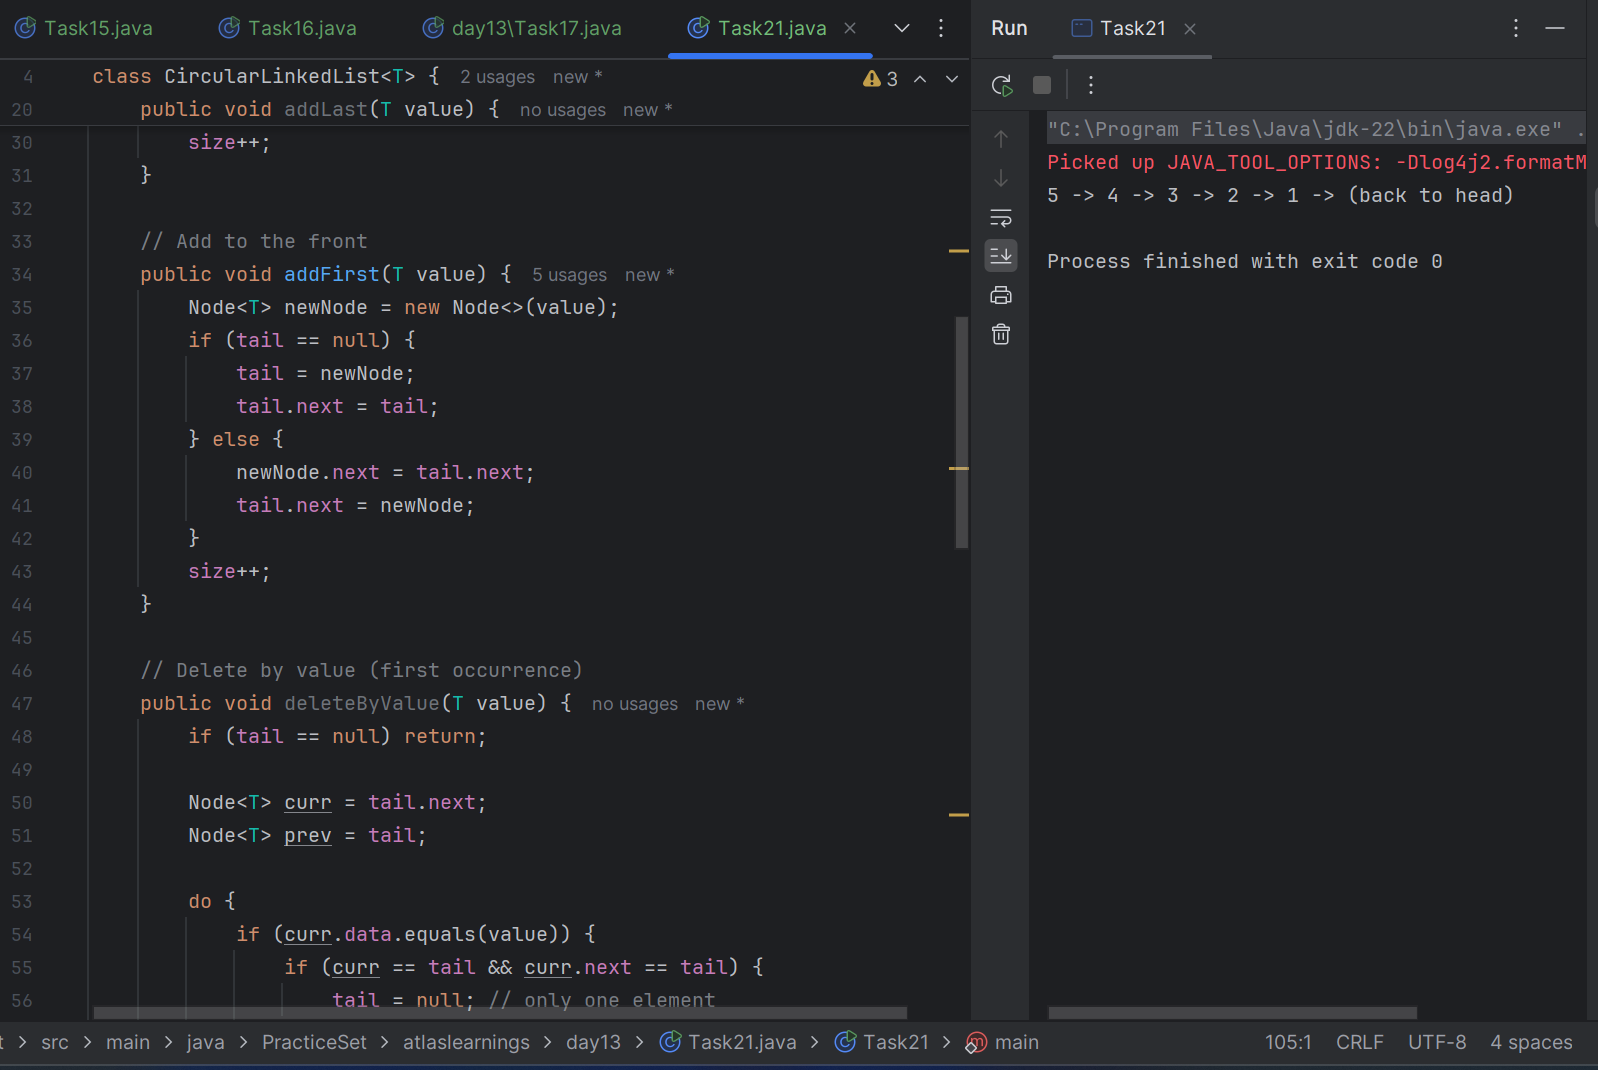 Task15.java Task16.java day13\Task17.java Task21.java
4 class CircularLinkedList<T> { 2 usages new * 3
20 public void addLast(T value) { no usages new *
30 size++;
31 }
32
33 // Add to the front
34 public void addFirst(T value) { 5 usages new *
35 Node<T> newNode = new Node<>(value);
36 if (tail == null) {
37 tail = newNode;
38 tail.next = tail;
39 } else {
40 newNode.next = tail.next;
41 tail.next = newNode;
42 }
43 size++;
44 }
45
46 // Delete by value (first occurrence)
47 public void deleteByValue(T value) { no usages new *
48 if (tail == null) return;
49
50 Node<T> curr = tail.next;
51 Node<T> prev = tail;
52
53 do {
54 if (curr.data.equals(value)) {
55 if (curr == tail && curr.next == tail) {
56 tail = null; // only one element
Run Task21
"C:\Program Files\Java\jdk-22\bin\java.exe" .
Picked up JAVA_TOOL_OPTIONS: -Dlog4j2.formatM
5 -> 4 -> 3 -> 2 -> 1 -> (back to head)
Process finished with exit code 0
t > src > main > java > PracticeSet > atlaslearnings > day13 > Task21.java > Task21 > main 105:1 CRLF UTF-8 4 spaces